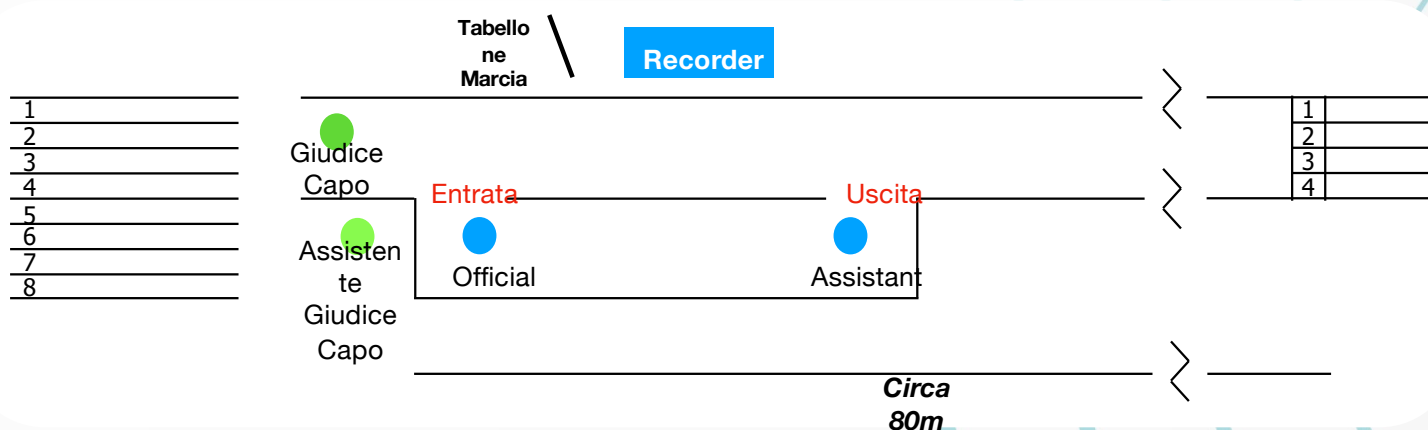 Tabello
ne
Marcia
Recorder
1
2
3
4
5
6
7
8
Giudice
Capo
Entrata
Uscita
1
2
3
4
Assisten
te
Giudice
Capo
Official
Assistant
Circa
80m